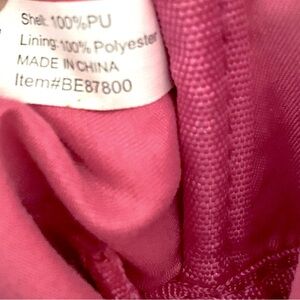 Shell: 100%PU
Lining: 100% Polyester
MADE IN CHINA
Item#BE87800